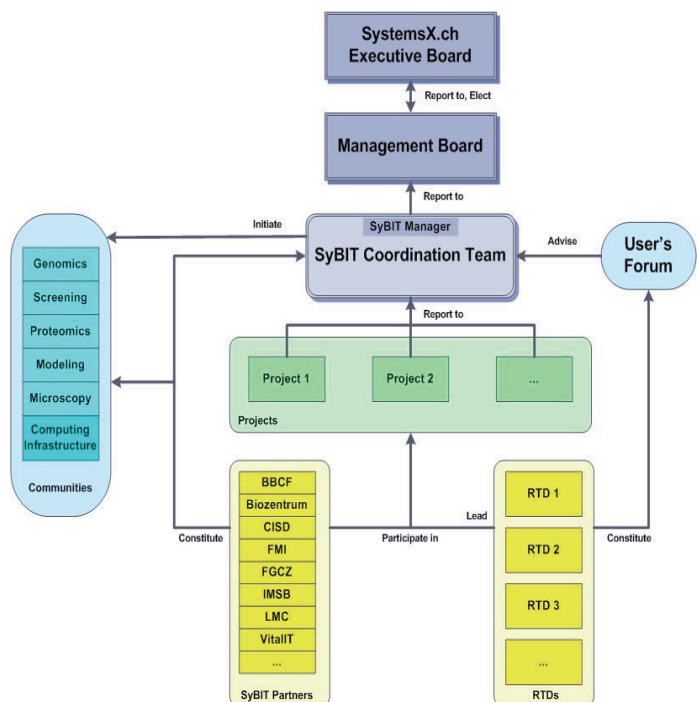 SystemsX.ch
Executive Board
Report to, Elect
Management Board
Report to
Initiate
SyBIT Manager
SyBIT Coordination Team
Advise
User's
Forum
Genomics
Screening
Proteomics
Modeling
Microscopy
Computing
Infrastructure
Communities
Report to
Project 1
Project 2
...
Projects
BBCF
Biozentrum
CISD
FMI
FGCZ
IMSB
LMC
VitalIT
...
SyBIT Partners
Constitute
Participate in
Lead
Constitute
RTD 1
RTD 2
RTD 3
...
RTDs